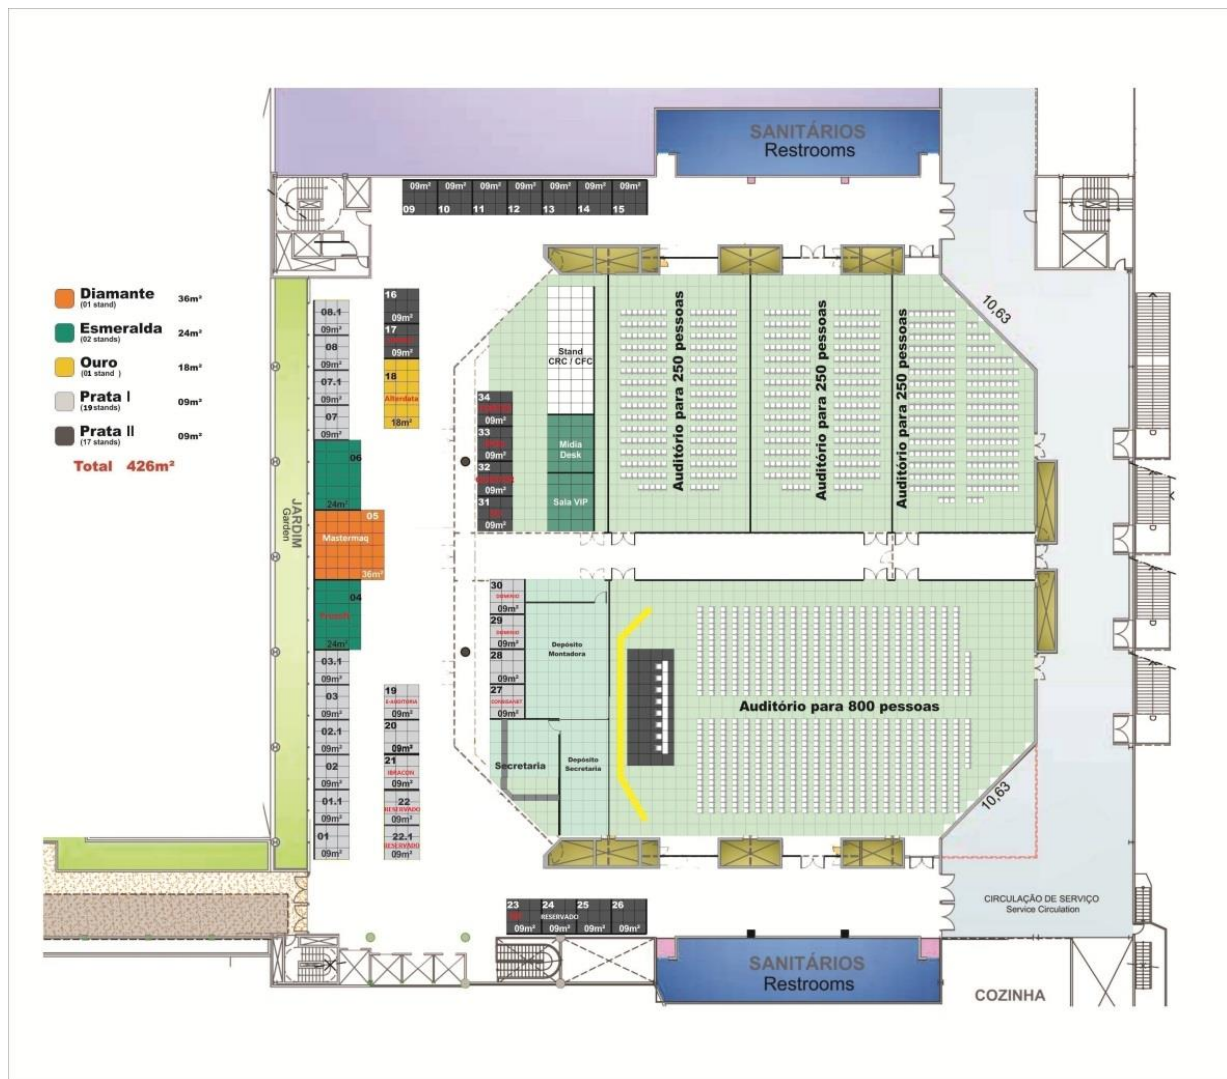 SANITÁRIOS
Restrooms
09m² 09m² 09m² 09m² 09m² 09m² 09m²
09 10 11 12 13 14 15
Diamante 36m²
(01 stand)
Esmeralda 24m²
(02 stands)
Ouro 18m²
(01 stand )
Prata I 09m²
(19 stands)
Prata II 09m²
(17 stands)
Total 426m²
JARDIM
Garden
08.1
09m²
08
09m²
07.1
09m²
07
09m²
06
24m²
05
Mastermaq
36m²
04
24m²
03.1
09m²
03
09m²
02.1
09m²
02
09m²
01.1
09m²
01
09m²
16
09m²
17
09m²
18
Alterdata
18m²
19
E-AUDITORIA
09m²
20
09m²
21
IBRACON
09m²
22
RESERVADO
09m²
22.1
RESERVADO
09m²
34
09m²
33
09m²
32
09m²
31
09m²
Stand
CRC / CFC
Mídia
Desk
Sala VIP
Auditório para 250 pessoas
Auditório para 250 pessoas
Auditório para 250 pessoas
10,63
30
DOMINIO
09m²
29
DOMINIO
09m²
28
09m²
27
09m²
Depósito
Montadora
Secretaria
Depósito
Secretaria
Auditório para 800 pessoas
10,63
23 24 25 26
RESERVADO
09m² 09m² 09m² 09m²
CIRCULAÇÃO DE SERVIÇO
Service Circulation
SANITÁRIOS
Restrooms
COZINHA